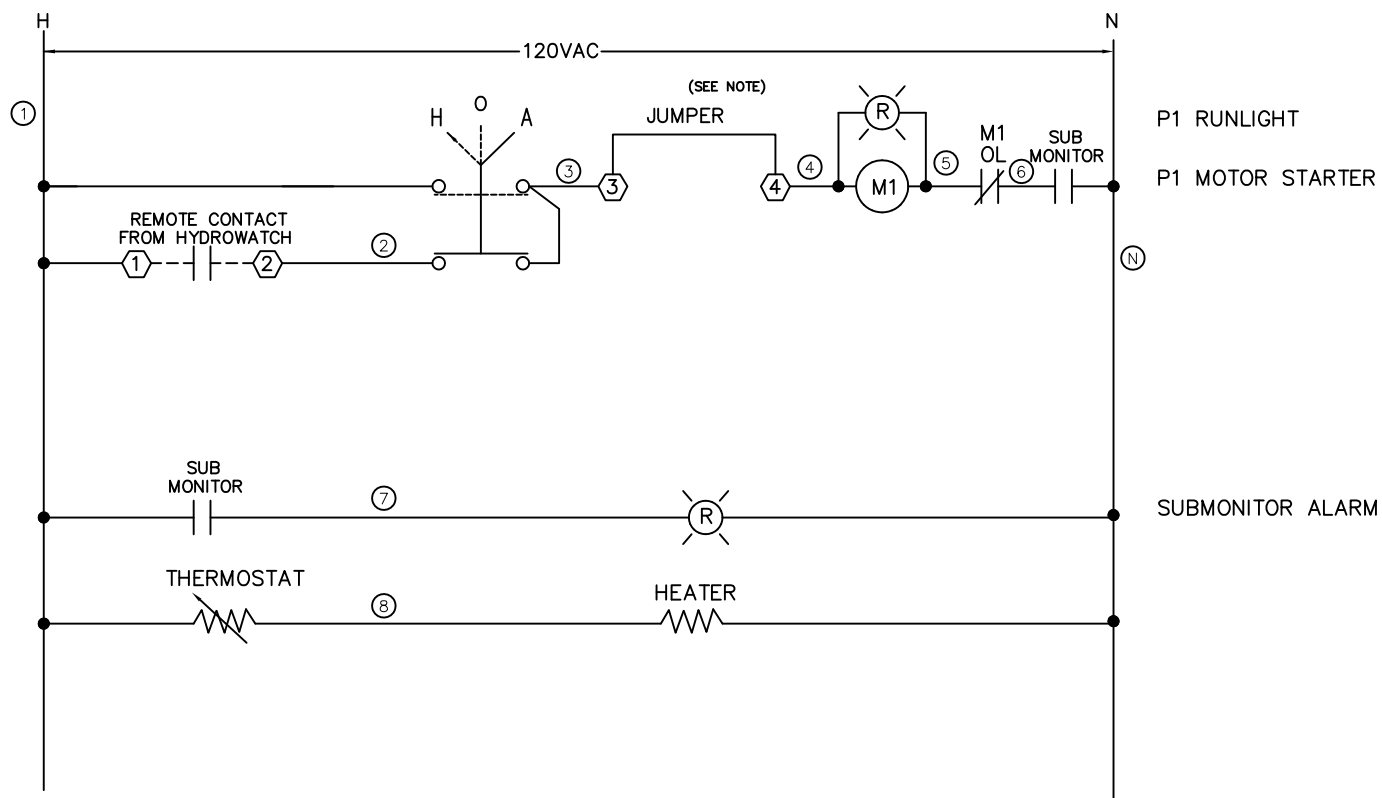 H
N
120VAC
1
(SEE NOTE)
JUMPER
H
O
A
R
P1 RUNLIGHT
3
3
4
4
M1
5
M1
OL
6
SUB
MONITOR
P1 MOTOR STARTER
REMOTE CONTACT
FROM HYDROWATCH
1
2
2
N
SUB
MONITOR
7
R
SUBMONITOR ALARM
THERMOSTAT
8
HEATER